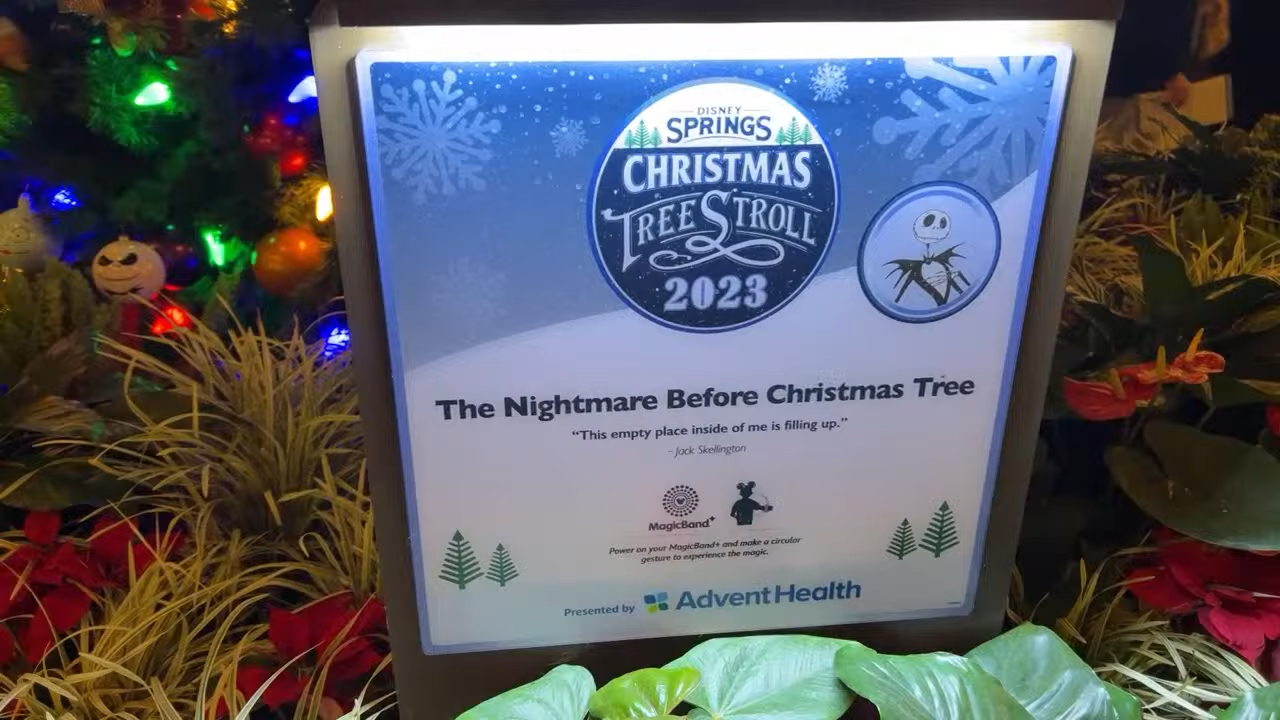 DISNEY
SPRINGS
CHRISTMAS
TREE STROLL
2023
The Nightmare Before Christmas Tree
“This empty place inside of me is filling up.”
- Jack Skellington
MagicBand+
Power on your MagicBand+ and make a circular
gesture to experience the magic.
Presented by AdventHealth